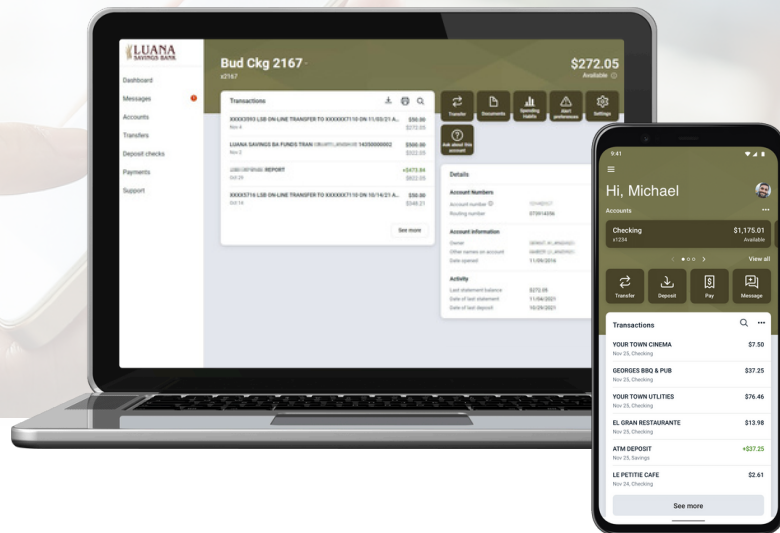 LUANA
SAVINGS BANK
Dashboard
Messages
Accounts
Transfers
Deposit checks
Payments
Support
Bud Ckg 2167
x2167
$272.05
Available
Transactions
XXXX3593 LSB ON-LINE TRANSFER TO XXXXXX7110 ON 11/03/21 A... $50.00
Nov 4 $272.05
LUANA SAVINGS BA FUNDS TRAN 14250000002 $500.00
Nov 2 $322.05
REPORT +$473.84
Oct 29 $822.05
XXXX5716 LSB ON-LINE TRANSFER TO XXXXXX7110 ON 10/14/21 A... $50.00
Oct 14 $348.21
See more
Transfer
Documents
Spending
Habits
Alert
preferences
Settings
Ask about this
account
Details
Account Numbers
Account number
Routing number 073914256
Account Information
Owner
Other names on account
Date opened 11/09/2016
Activity
Last statement balance $272.05
Date of last statement 11/04/2021
Date of last deposit 10/29/2021
9:41
Hi, Michael
Accounts
Checking $1,175.01
x1234 Available
View all
Transfer
Deposit
Pay
Message
Transactions
YOUR TOWN CINEMA $7.50
Nov 25, Checking
GEORGES BBQ & PUB $37.25
Nov 25, Checking
YOUR TOWN UTLITIES $76.46
Nov 25, Checking
EL GRAN RESTAURANTE $13.98
Nov 25, Checking
ATM DEPOSIT +$37.25
Nov 25, Savings
LE PETITIE CAFE $2.61
Nov 24, Checking
See more